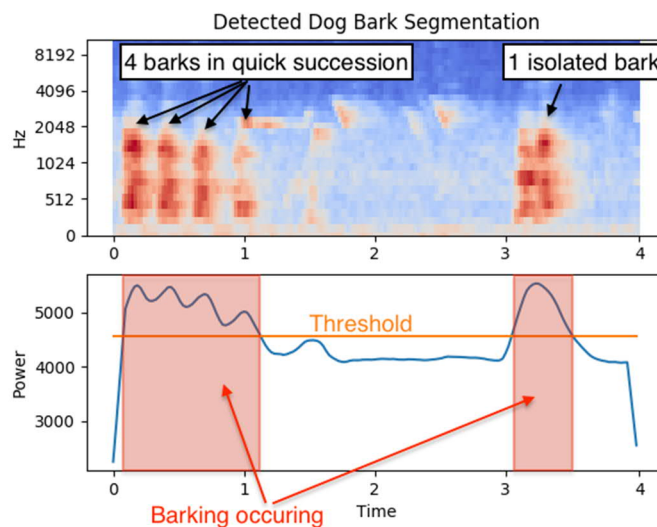 Detected Dog Bark Segmentation
8192
4096
2048
1024
512
0
Hz
4 barks in quick succession
1 isolated bark
0
1
2
3
4
5000
4000
3000
Power
Threshold
0
1
2
3
4
Time
Barking occuring